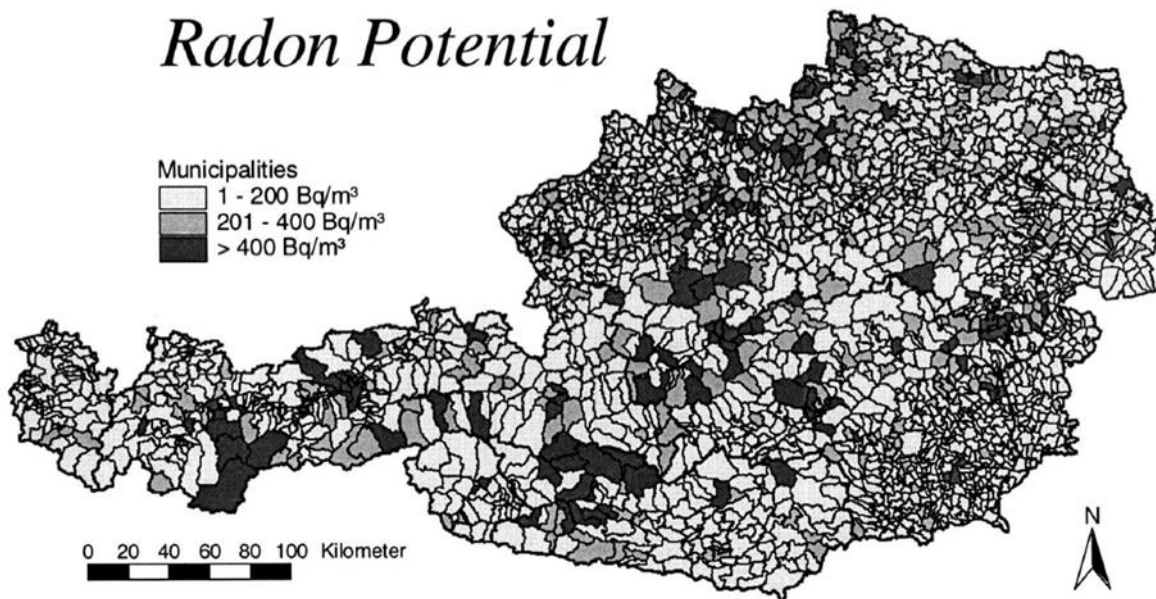 Radon Potential
Municipalities
1 - 200 Bq/m³
201 - 400 Bq/m³
> 400 Bq/m³
0 20 40 60 80 100 Kilometer
N